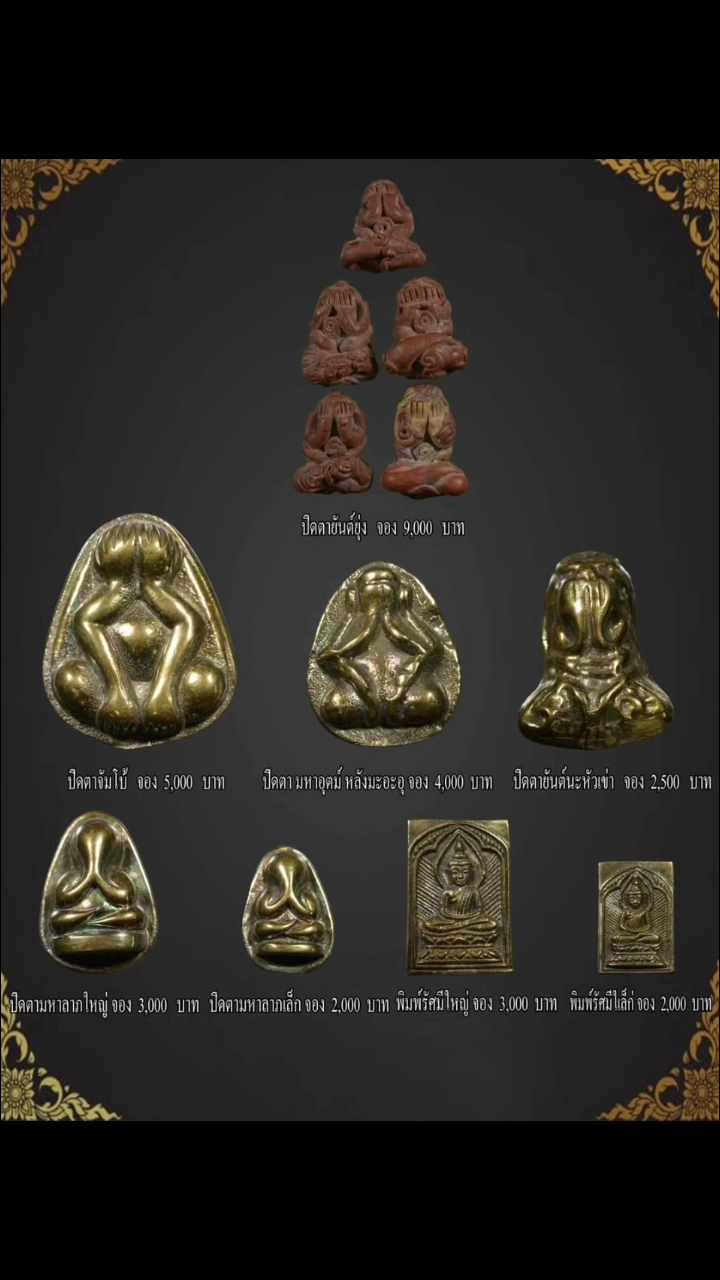 ปิดตายันต์ยุ่ง จอง 9,000 บาท
ปิดตาจัมโบ้ จอง 5,000 บาท
ปิดตา มหาอุตม์ หลังมะอะอุ จอง 4,000 บาท
ปิดตายันต์นะหัวเข่า จอง 2,500 บาท
ปิดตามหาลาภใหญ่ จอง 3,000 บาท
ปิดตามหาลาภเล็ก จอง 2,000 บาท
พิมพ์รัศมีใหญ่ จอง 3,000 บาท
พิมพ์รัศมีเล็ก จอง 2,000 บาท